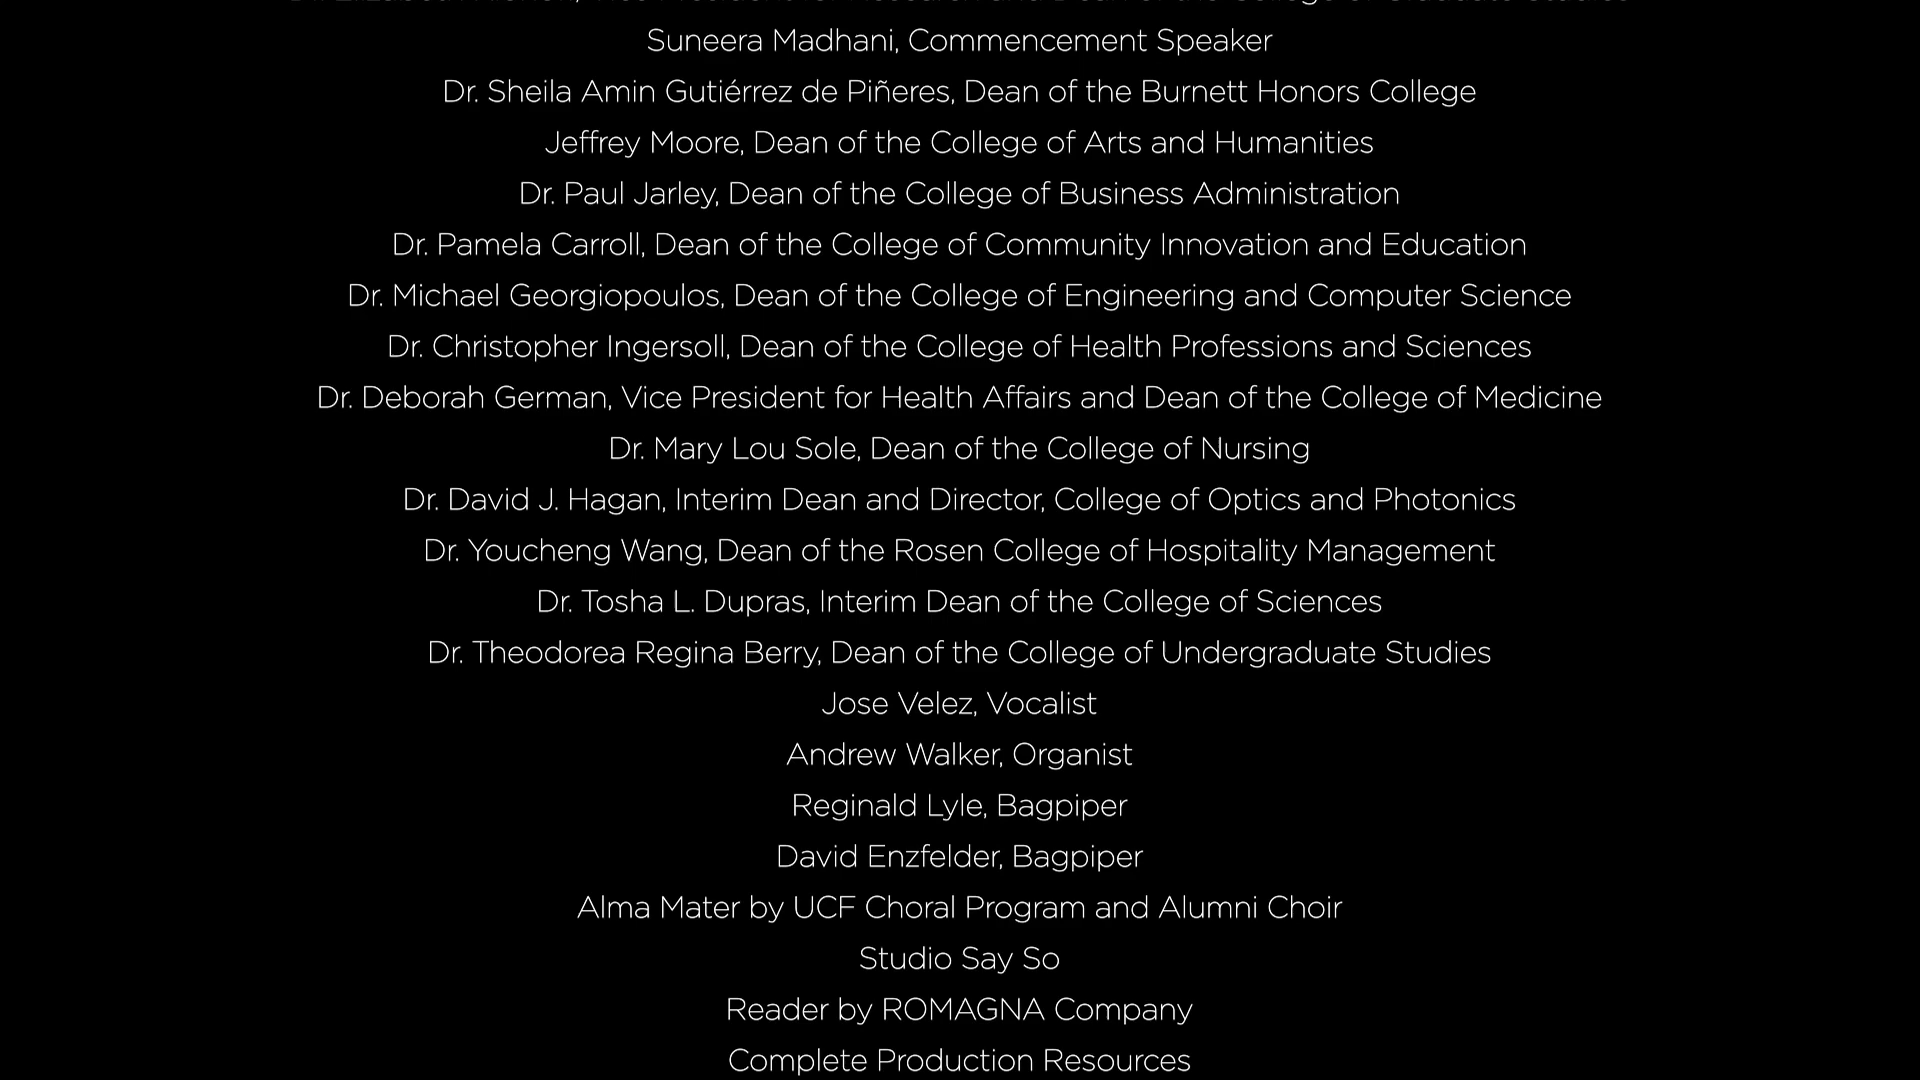 Suneera Madhani, Commencement Speaker
Dr. Sheila Amin Gutiérrez de Piñeres, Dean of the Burnett Honors College
Jeffrey Moore, Dean of the College of Arts and Humanities
Dr. Paul Jarley, Dean of the College of Business Administration
Dr. Pamela Carroll, Dean of the College of Community Innovation and Education
Dr. Michael Georgiopoulos, Dean of the College of Engineering and Computer Science
Dr. Christopher Ingersoll, Dean of the College of Health Professions and Sciences
Dr. Deborah German, Vice President for Health Affairs and Dean of the College of Medicine
Dr. Mary Lou Sole, Dean of the College of Nursing
Dr. David J. Hagan, Interim Dean and Director, College of Optics and Photonics
Dr. Youcheng Wang, Dean of the Rosen College of Hospitality Management
Dr. Tosha L. Dupras, Interim Dean of the College of Sciences
Dr. Theodorea Regina Berry, Dean of the College of Undergraduate Studies
Jose Velez, Vocalist
Andrew Walker, Organist
Reginald Lyle, Bagpiper
David Enzfelder, Bagpiper
Alma Mater by UCF Choral Program and Alumni Choir
Studio Say So
Reader by ROMAGNA Company
Complete Production Resources